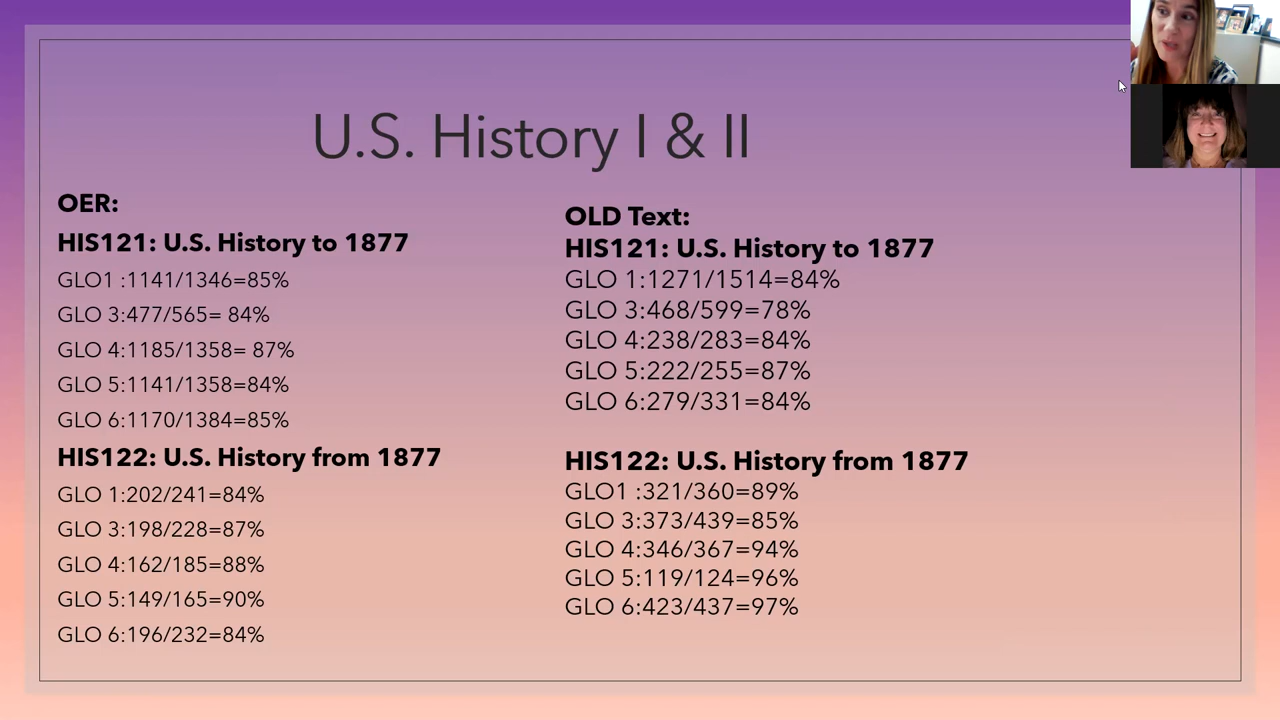 U.S. History I & II
OER:
HIS121: U.S. History to 1877
GLO1 :1141/1346=85%
GLO 3:477/565= 84%
GLO 4:1185/1358= 87%
GLO 5:1141/1358=84%
GLO 6:1170/1384=85%
HIS122: U.S. History from 1877
GLO 1:202/241=84%
GLO 3:198/228=87%
GLO 4:162/185=88%
GLO 5:149/165=90%
GLO 6:196/232=84%
OLD Text:
HIS121: U.S. History to 1877
GLO 1:1271/1514=84%
GLO 3:468/599=78%
GLO 4:238/283=84%
GLO 5:222/255=87%
GLO 6:279/331=84%
HIS122: U.S. History from 1877
GLO1 :321/360=89%
GLO 3:373/439=85%
GLO 4:346/367=94%
GLO 5:119/124=96%
GLO 6:423/437=97%